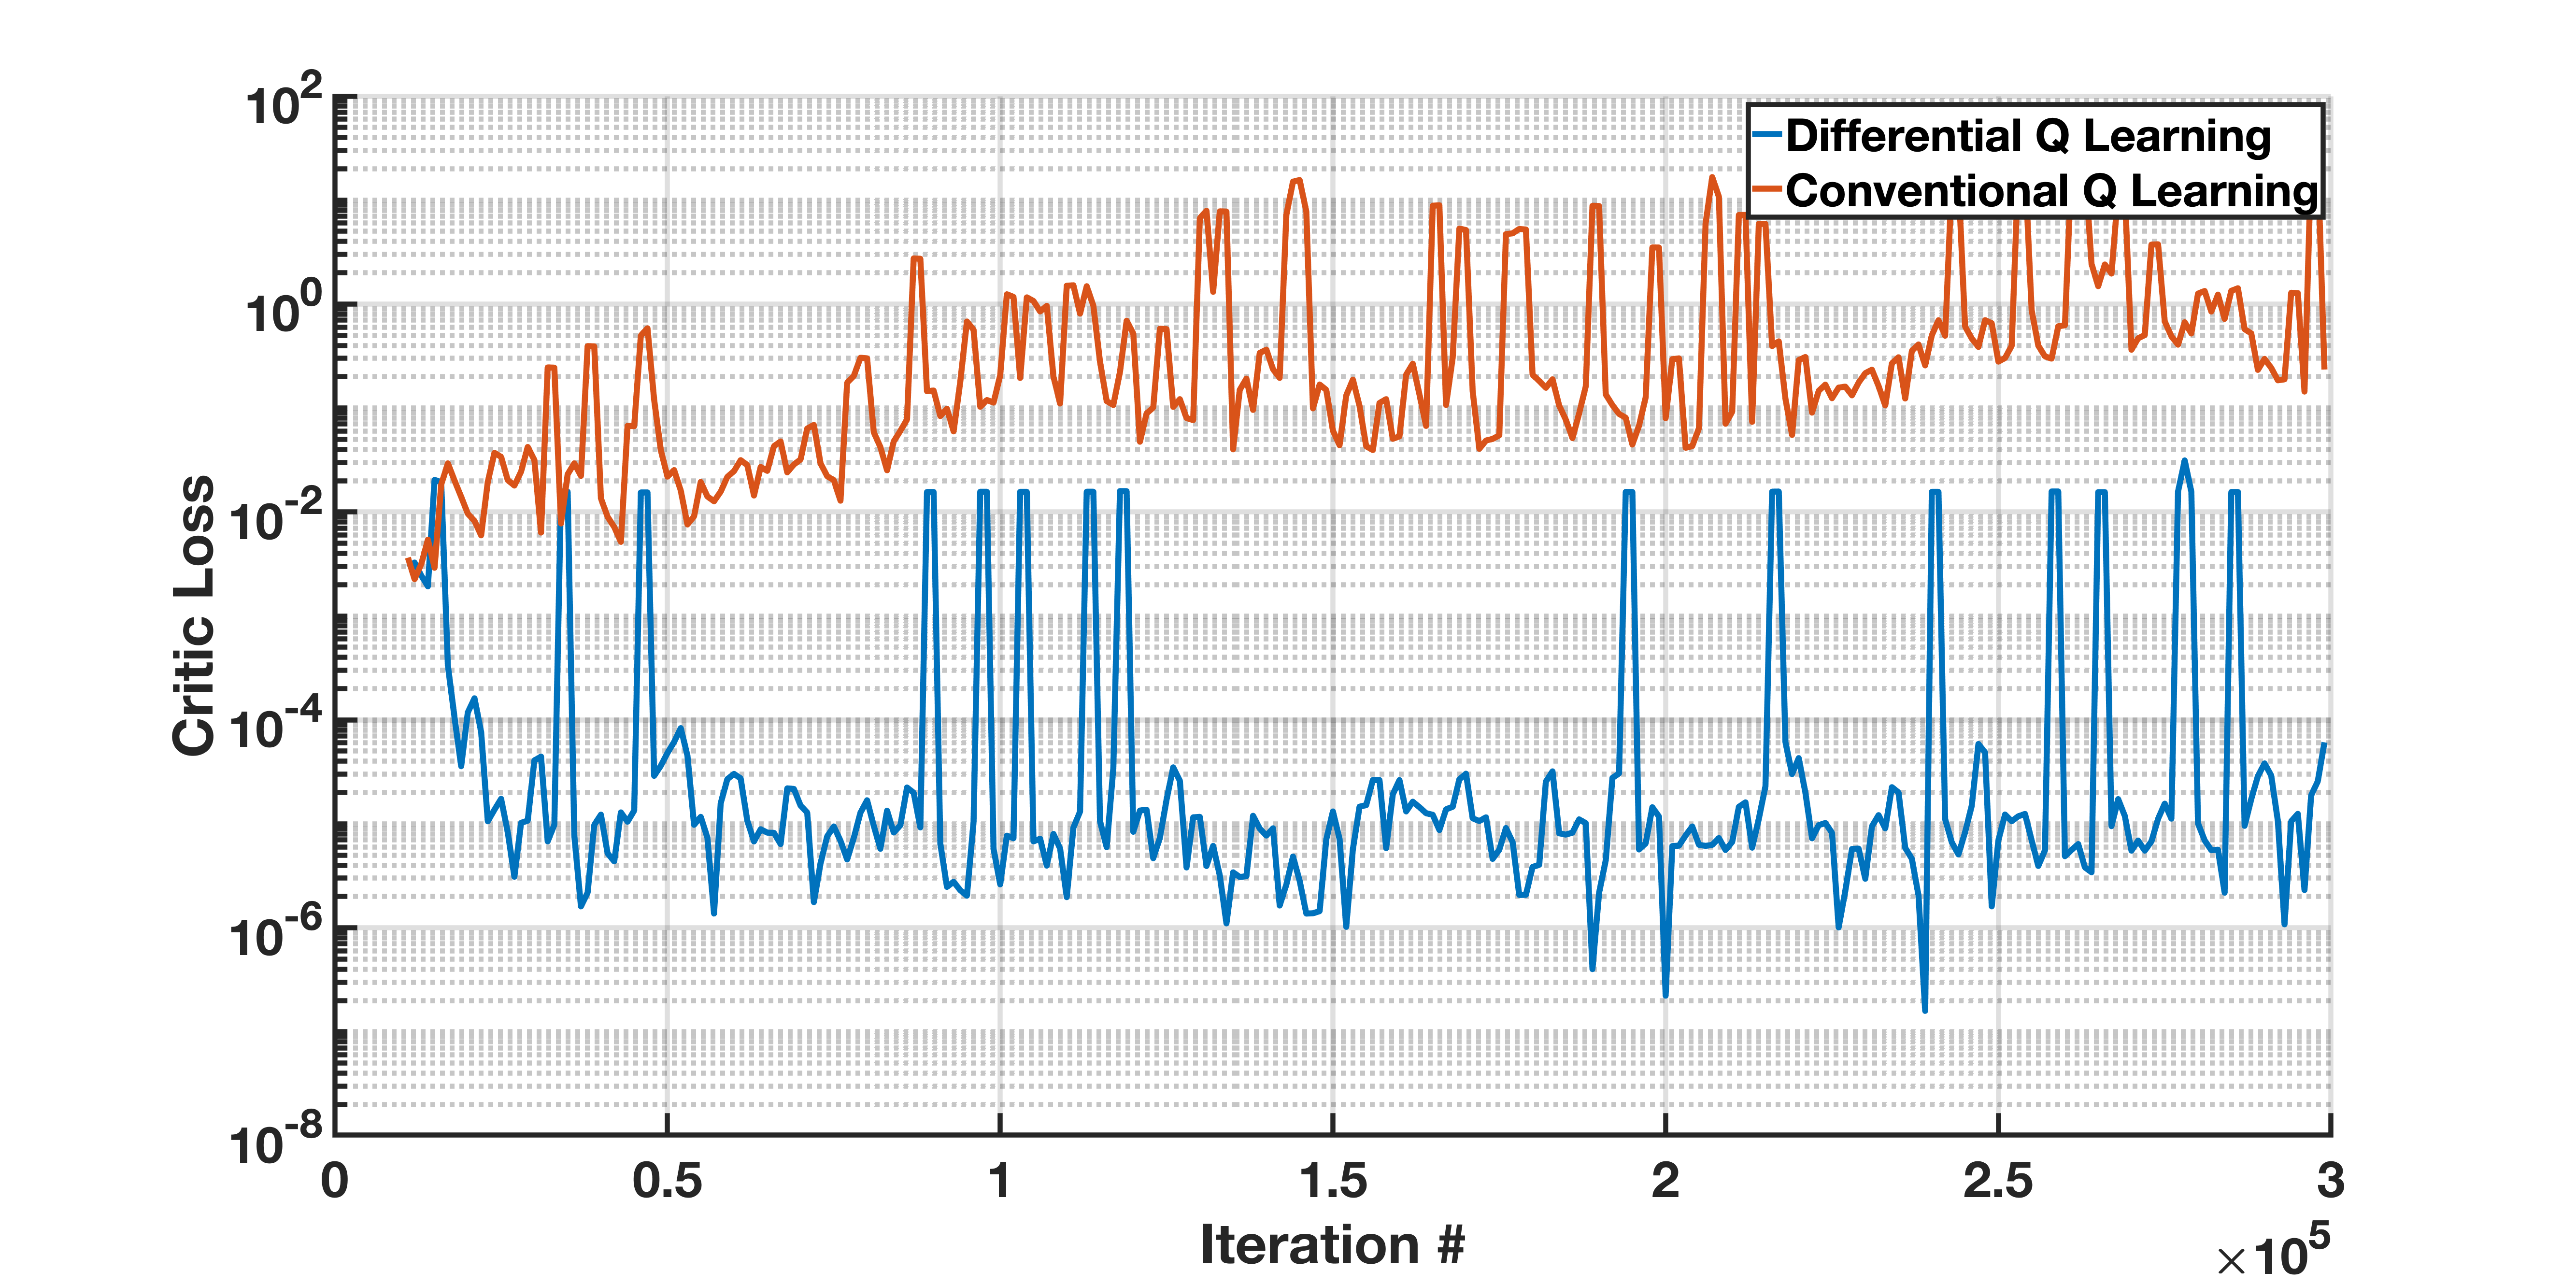 Differential Q Learning
Conventional Q Learning
10^2
10^0
10^-2
10^-4
10^-6
10^-8
Critic Loss
0 0.5 1 1.5 2 2.5 3
Iteration #
×10^5